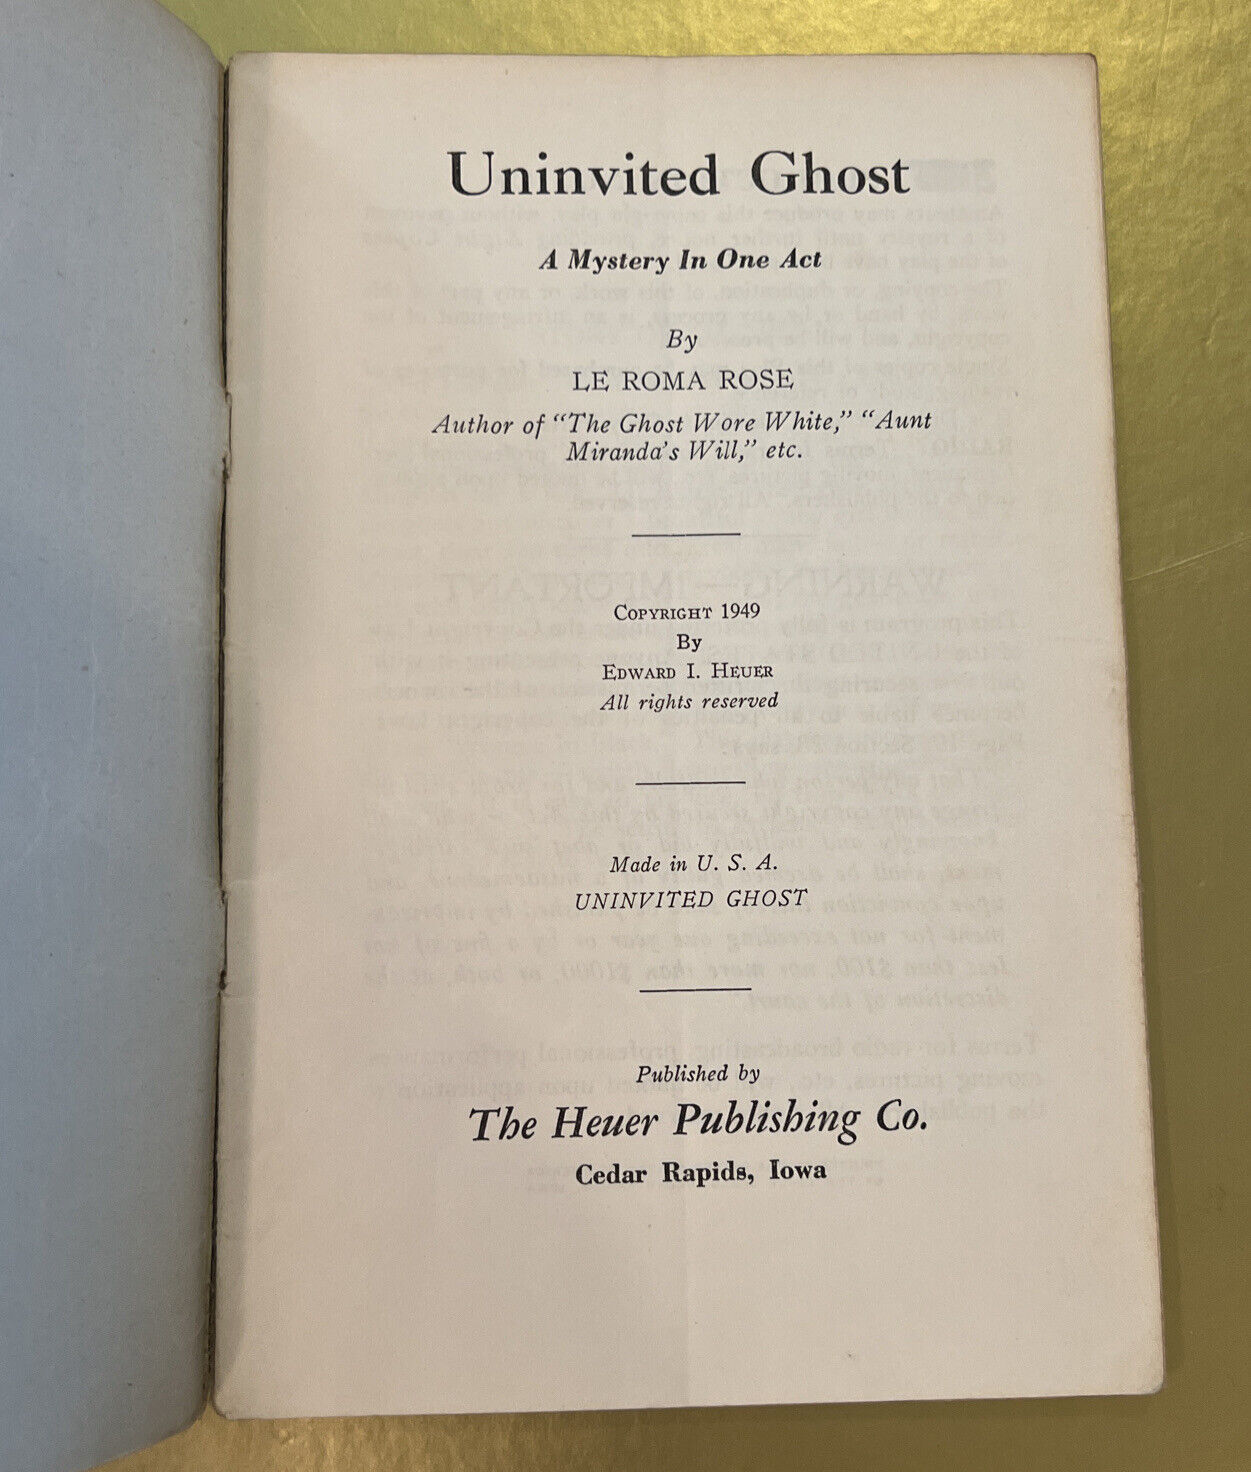 Uninvited Ghost
A Mystery In One Act
By
LE ROMA ROSE
Author of “The Ghost Wore White,” “Aunt
Miranda's Will,” etc.
COPYRIGHT 1949
By
EDWARD I. HEUER
All rights reserved
Made in U. S. A.
UNINVITED GHOST
Published by
The Heuer Publishing Co.
Cedar Rapids, Iowa